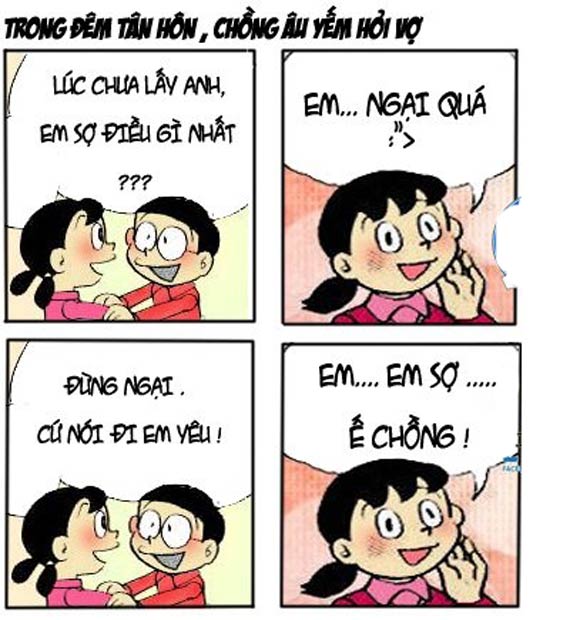 TRONG ĐÊM TÂN HÔN , CHỒNG ÂU YẾM HỎI VỢ
LÚC CHƯA LẤY ANH,
EM SỢ ĐIỀU GÌ NHẤT
???
EM... NGẠI QUÁ
:">
ĐỪNG NGẠI .
CỨ NÓI ĐI EM YÊU !
EM.... EM SỢ .....
Ế CHỒNG !
FACE